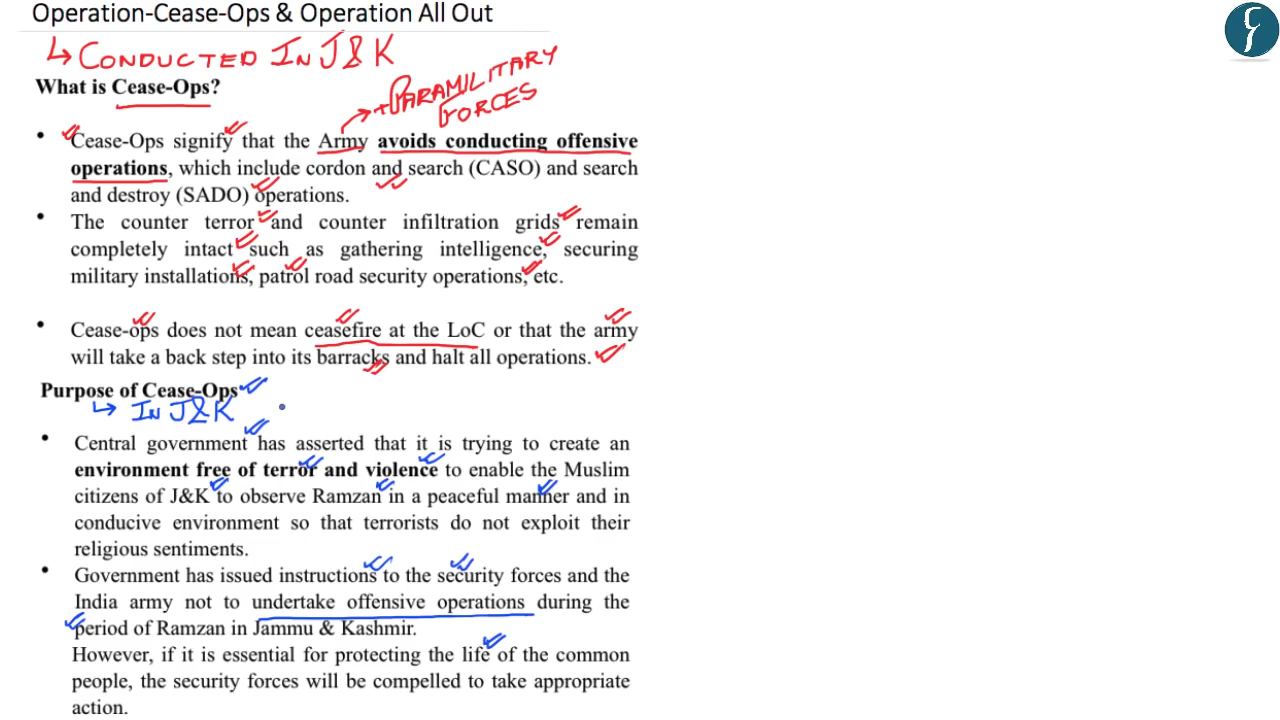 Operation-Cease-Ops & Operation All Out
↳ CONDUCTED IN J&K
What is Cease-Ops?
→ +PARAMILITARY
FORCES
• Cease-Ops signify that the Army avoids conducting offensive
operations, which include cordon and search (CASO) and search
and destroy (SADO) operations.
• The counter terror and counter infiltration grids remain
completely intact such as gathering intelligence, securing
military installations, patrol road security operations, etc.
• Cease-ops does not mean ceasefire at the LoC or that the army
will take a back step into its barracks and halt all operations.
Purpose of Cease-Ops
↳ IN J&K
• Central government has asserted that it is trying to create an
environment free of terror and violence to enable the Muslim
citizens of J&K to observe Ramzan in a peaceful manner and in
conducive environment so that terrorists do not exploit their
religious sentiments.
• Government has issued instructions to the security forces and the
India army not to undertake offensive operations during the
period of Ramzan in Jammu & Kashmir.
However, if it is essential for protecting the life of the common
people, the security forces will be compelled to take appropriate
action.